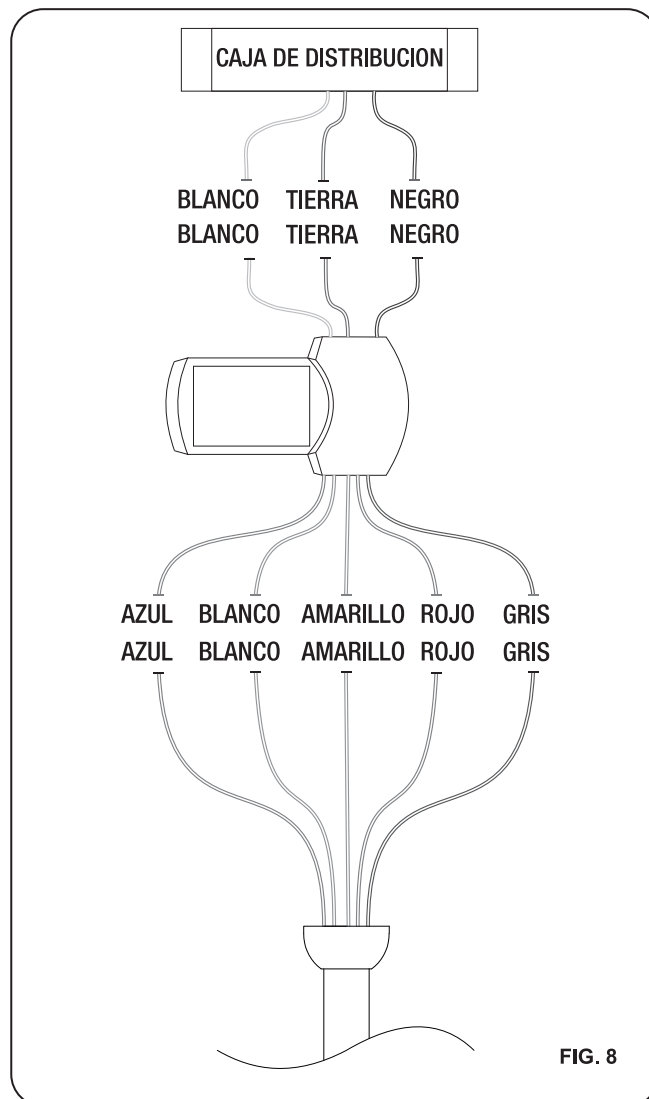 CAJA DE DISTRIBUCION
BLANCO TIERRA NEGRO
BLANCO TIERRA NEGRO
AZUL BLANCO AMARILLO ROJO GRIS
AZUL BLANCO AMARILLO ROJO GRIS
FIG. 8